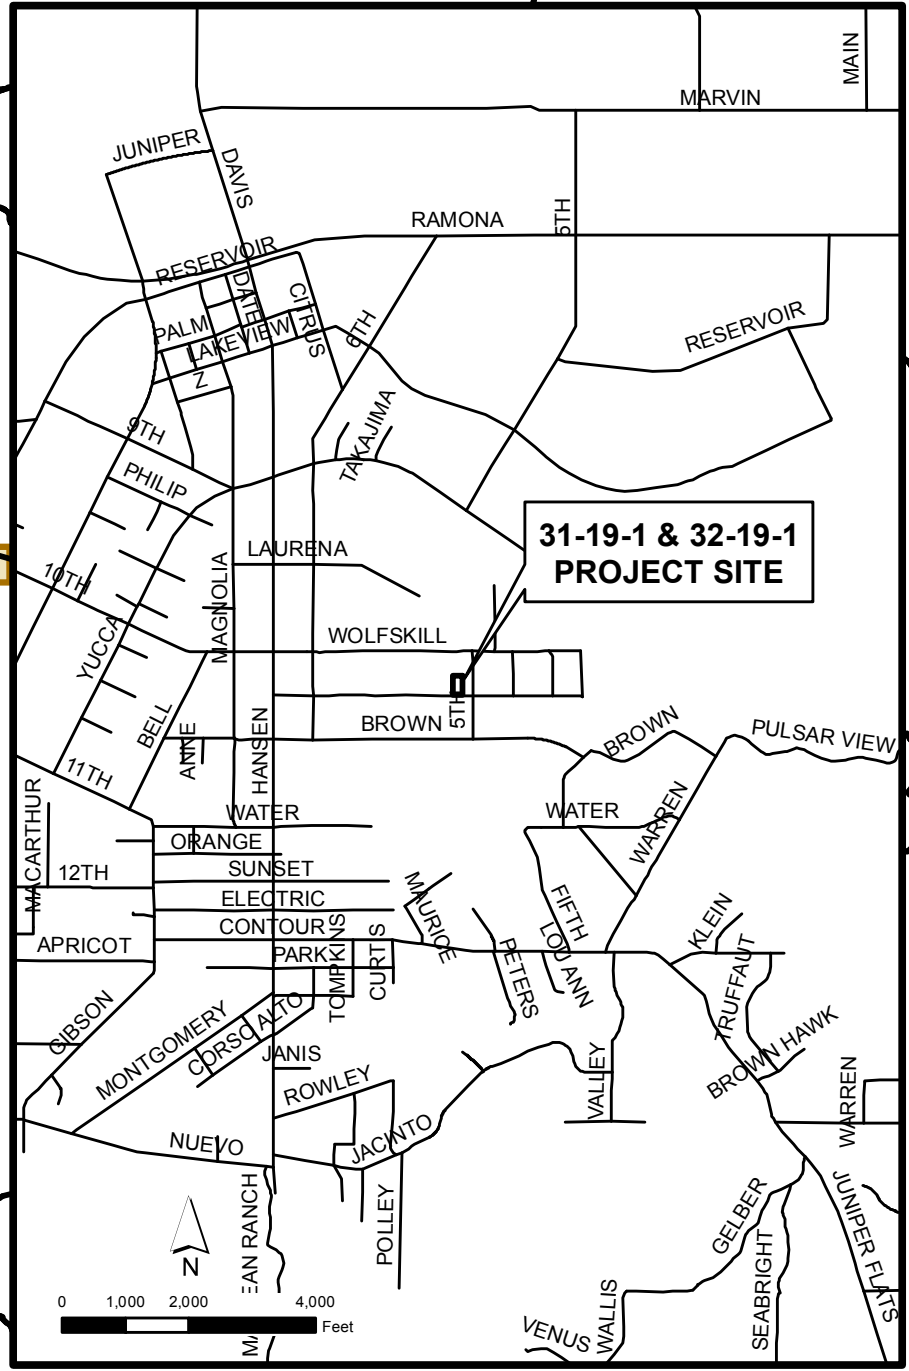 MAIN
MARVIN
JUNIPER
DAVIS
RAMONA
5TH
RESERVOIR
DATE
CITRUS
PALM
LAKEVIEW
6TH
RESERVOIR
Z
TAKAJIMA
9TH
PHILIP
31-19-1 & 32-19-1
PROJECT SITE
LAURENA
MAGNOLIA
10TH
YUCCA
WOLFSKILL
BELL
ANNE
HANSEN
BROWN
5TH
BROWN
PULSAR VIEW
11TH
MACARTHUR
WATER
WATER
WARREN
ORANGE
12TH
SUNSET
ELECTRIC
MAURICE
FIFTH
KLEIN
CONTOUR
APRICOT
PARK
TOMPKINS
CURTIS
PETERS
LOU ANN
TRUFFAUT
GIBSON
MONTGOMERY
CORSO ALTO
JANIS
BROWN HAWK
ROWLEY
VALLEY
WARREN
NUEVO
JACINTO
EAN RANCH
MA
POLLEY
GELBER
SEABRIGHT
JUNIPER FLATS
WALLIS
VENUS
N
0 1,000 2,000 4,000
Feet